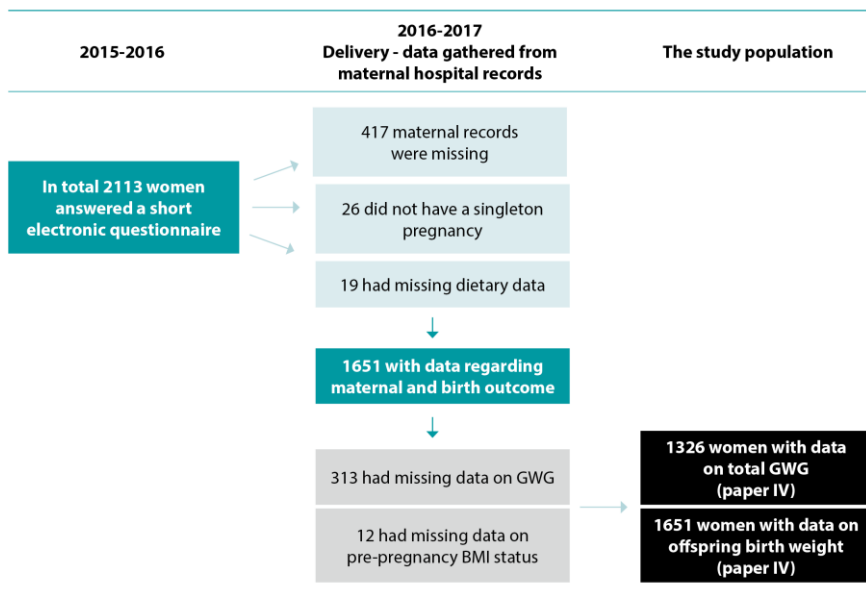 2015-2016
2016-2017
Delivery - data gathered from
maternal hospital records
The study population
417 maternal records
were missing
In total 2113 women
answered a short
electronic questionnaire
26 did not have a singleton
pregnancy
19 had missing dietary data
1651 with data regarding
maternal and birth outcome
313 had missing data on GWG
12 had missing data on
pre-pregnancy BMI status
1326 women with data
on total GWG
(paper IV)
1651 women with data on
offspring birth weight
(paper IV)